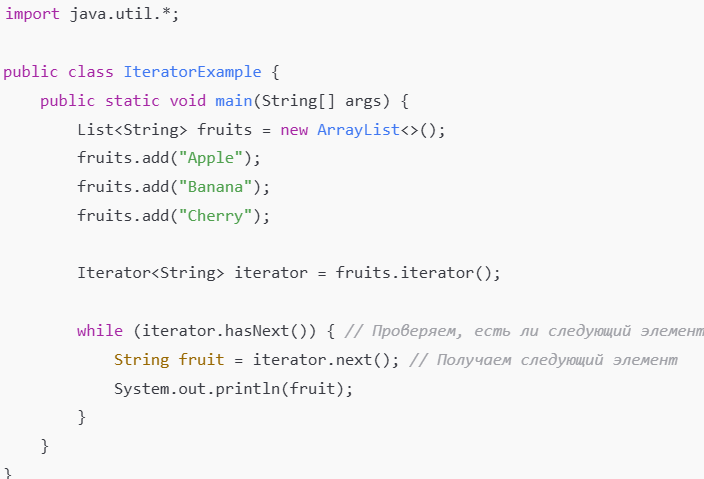 import java.util.*;
public class IteratorExample {
public static void main(String[] args) {
List<String> fruits = new ArrayList<>();
fruits.add("Apple");
fruits.add("Banana");
fruits.add("Cherry");
Iterator<String> iterator = fruits.iterator();
while (iterator.hasNext()) { // Проверяем, есть ли следующий элемент
String fruit = iterator.next(); // Получаем следующий элемент
System.out.println(fruit);
}
}
}